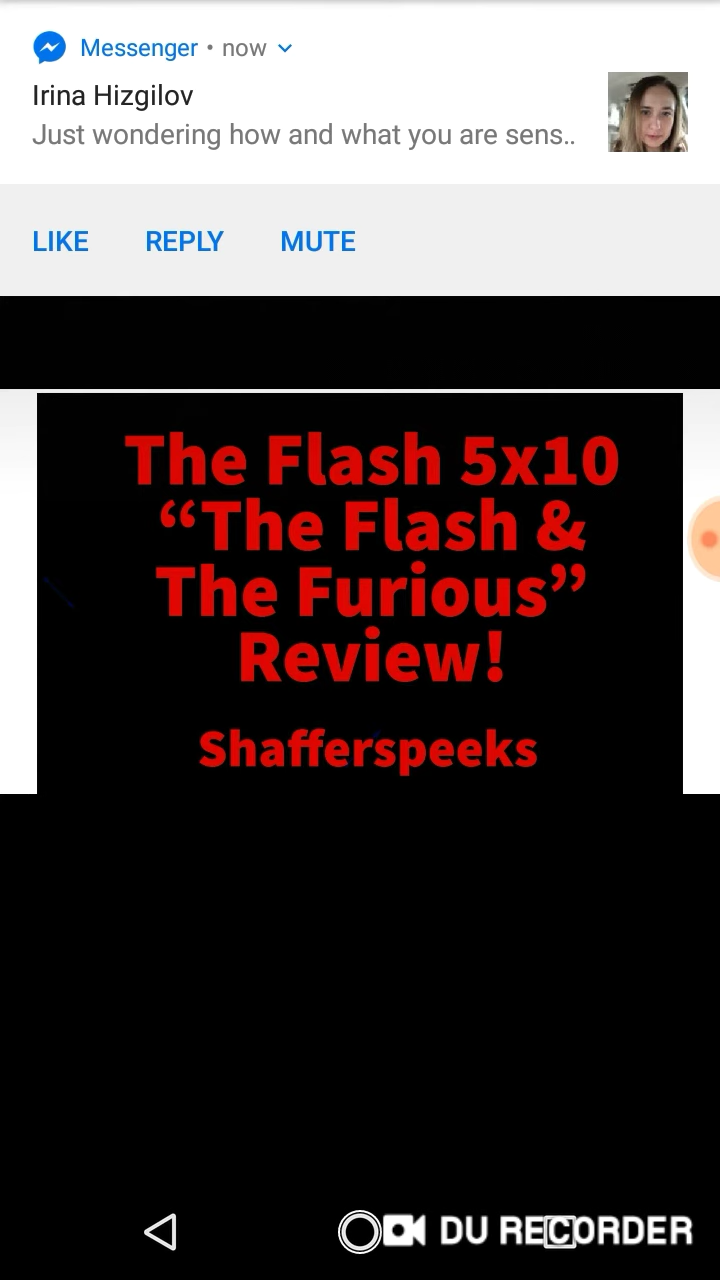 Messenger • now
Irina Hizgilov
Just wondering how and what you are sens..
LIKE REPLY MUTE
The Flash 5x10
“The Flash &
The Furious”
Review!
Shafferspeeks
DU RECORDER